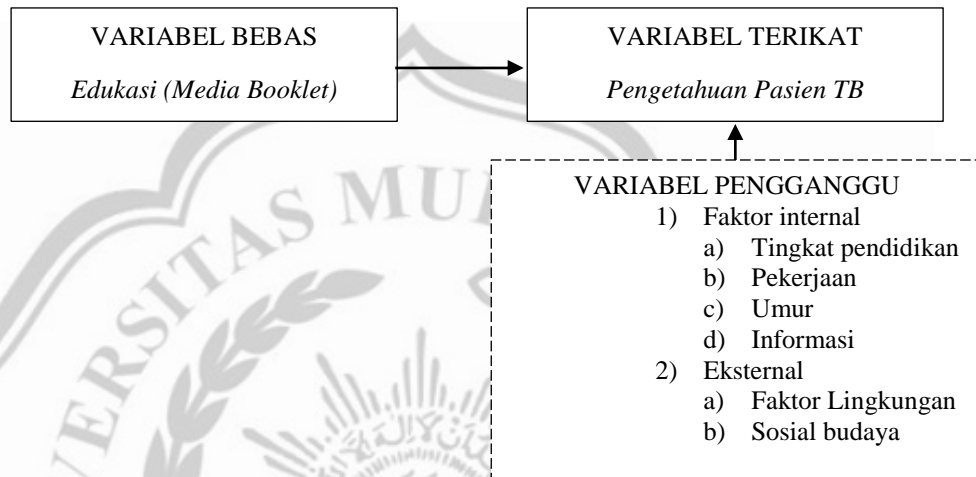 VARIABEL BEBAS
Edukasi (Media Booklet)
VARIABEL TERIKAT
Pengetahuan Pasien TB
VARIABEL PENGGANGGU
1) Faktor internal
a) Tingkat pendidikan
b) Pekerjaan
c) Umur
d) Informasi
2) Eksternal
a) Faktor Lingkungan
b) Sosial budaya